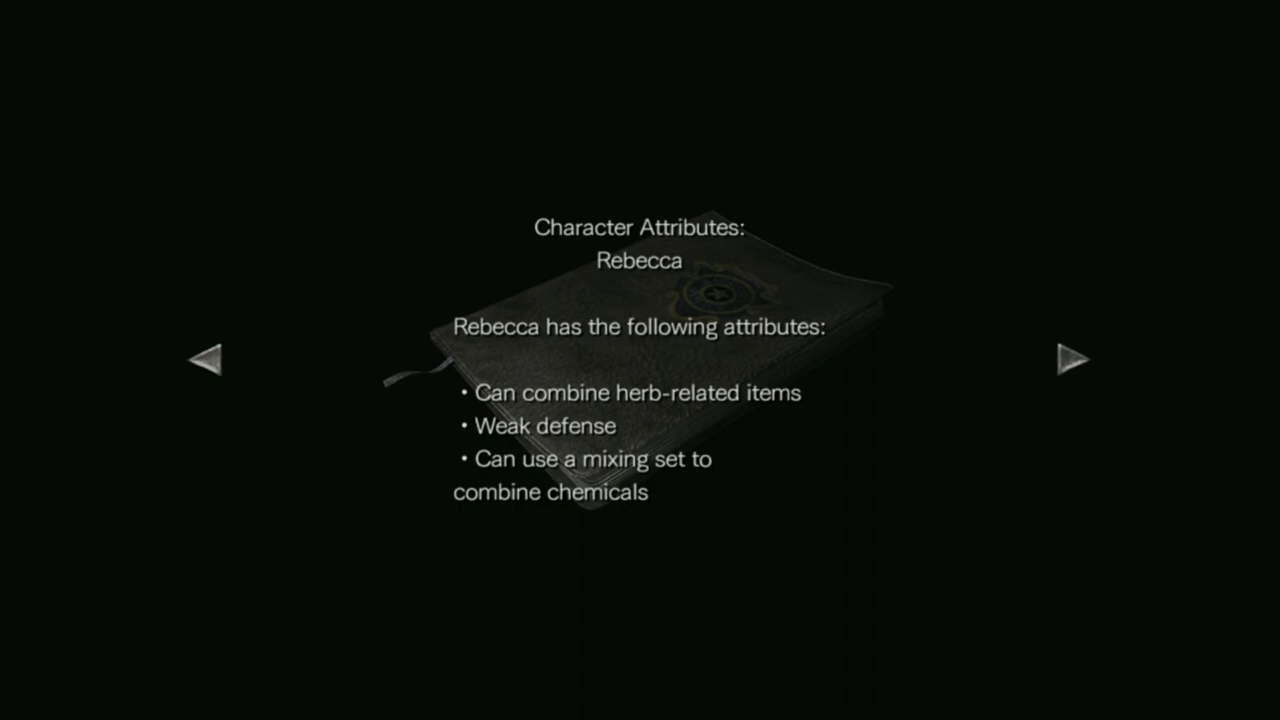 Character Attributes:
Rebecca
Rebecca has the following attributes:
・Can combine herb-related items
・Weak defense
・Can use a mixing set to
combine chemicals